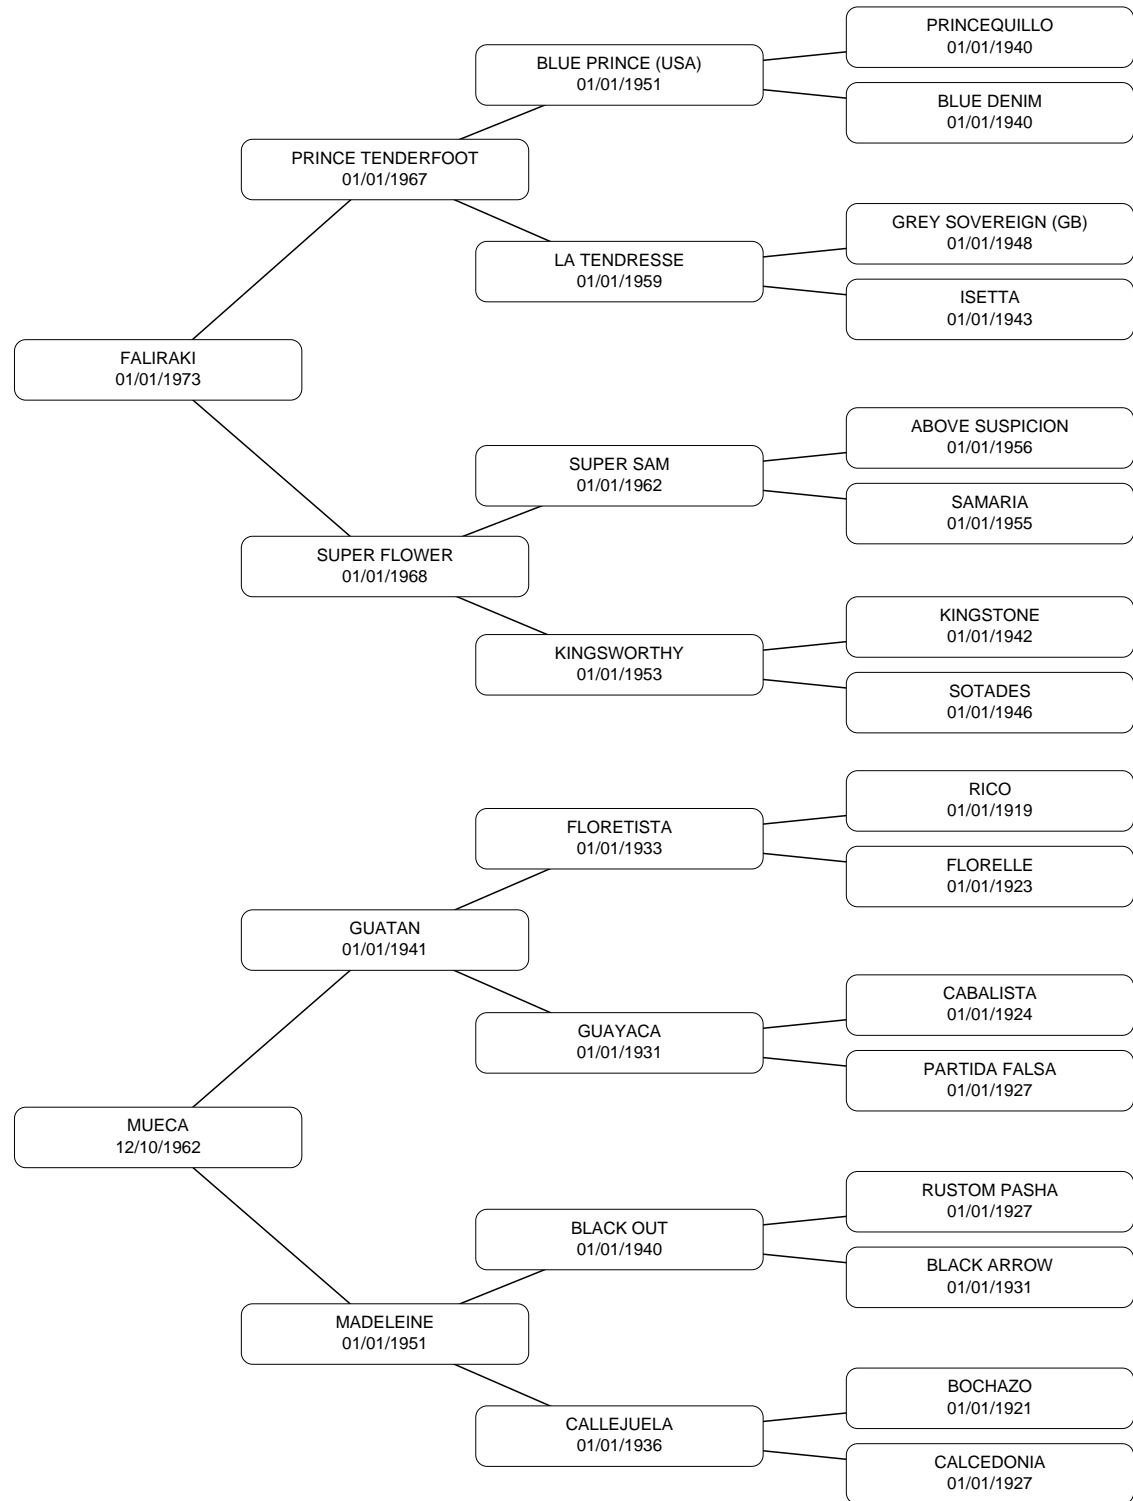 PRINCEQUILLO
01/01/1940
BLUE PRINCE (USA)
01/01/1951
BLUE DENIM
01/01/1940
PRINCE TENDERFOOT
01/01/1967
GREY SOVEREIGN (GB)
01/01/1948
LA TENDRESSE
01/01/1959
ISETTA
01/01/1943
FALIRAKI
01/01/1973
ABOVE SUSPICION
01/01/1956
SUPER SAM
01/01/1962
SAMARIA
01/01/1955
SUPER FLOWER
01/01/1968
KINGSTONE
01/01/1942
KINGSWORTHY
01/01/1953
SOTADES
01/01/1946
RICO
01/01/1919
FLORETISTA
01/01/1933
FLORELLE
01/01/1923
GUATAN
01/01/1941
CABALISTA
01/01/1924
GUAYACA
01/01/1931
PARTIDA FALSA
01/01/1927
MUECA
12/10/1962
RUSTOM PASHA
01/01/1927
BLACK OUT
01/01/1940
BLACK ARROW
01/01/1931
MADELEINE
01/01/1951
BOCHAZO
01/01/1921
CALLEJUELA
01/01/1936
CALCEDONIA
01/01/1927